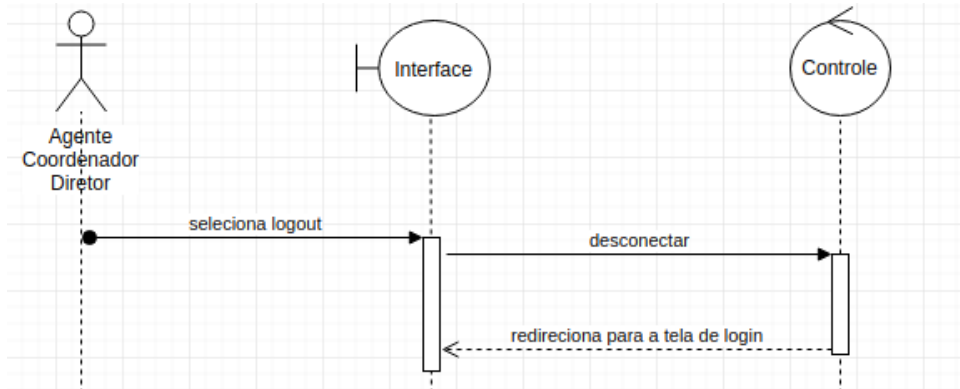 Interface
Controle
Agente
Coordenador
Diretor
seleciona logout
desconectar
redireciona para a tela de login